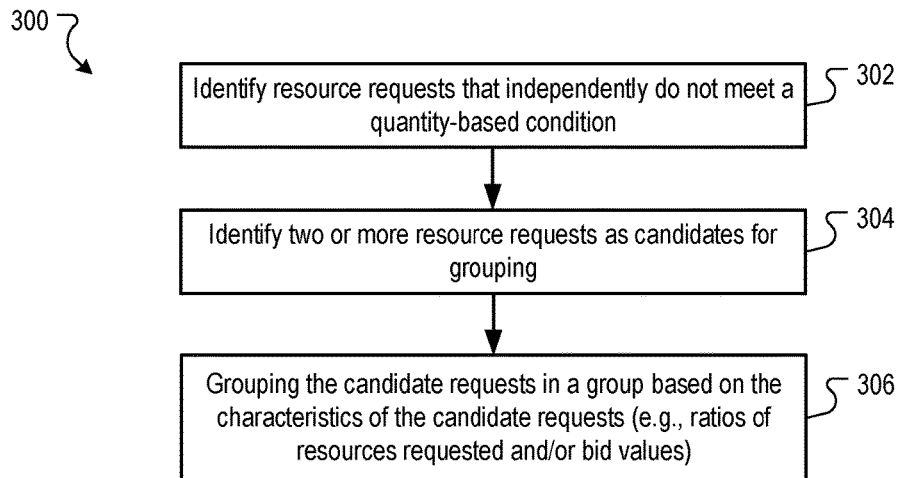 300
Identify resource requests that independently do not meet a
quantity-based condition
302
Identify two or more resource requests as candidates for
grouping
304
Grouping the candidate requests in a group based on the
characteristics of the candidate requests (e.g., ratios of
resources requested and/or bid values)
306